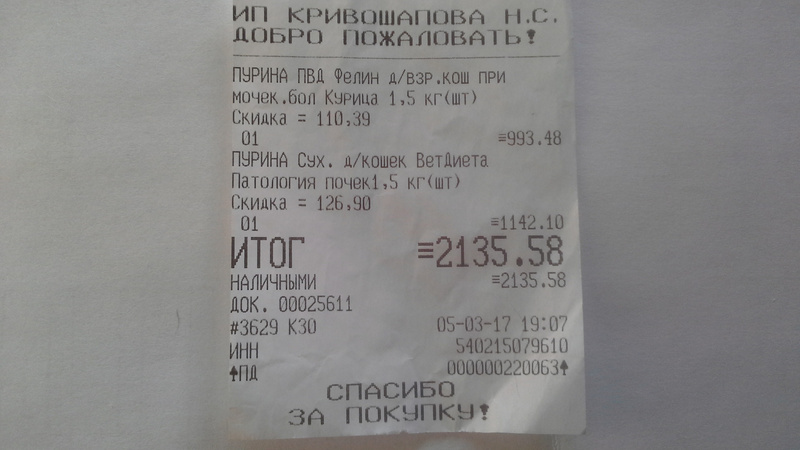 ИП КРИВОШАПОВА Н.С.
ДОБРО ПОЖАЛОВАТЬ!
ПУРИНА ПВД Фелин д/взр.кош при
мочек.бол Курица 1,5 кг(шт)
Скидка = 110,39
01 ≡993.48
ПУРИНА Сух. д/кошек ВетДиета
Патология почек1,5 кг(шт)
Скидка = 126,90
01 ≡1142.10
ИТОГ ≡2135.58
НАЛИЧНЫМИ ≡2135.58
ДОК. 00025611
#3629 К30 05-03-17 19:07
ИНН 540215079610
♠ПД 000000220063♠
СПАСИБО
ЗА ПОКУПКУ!